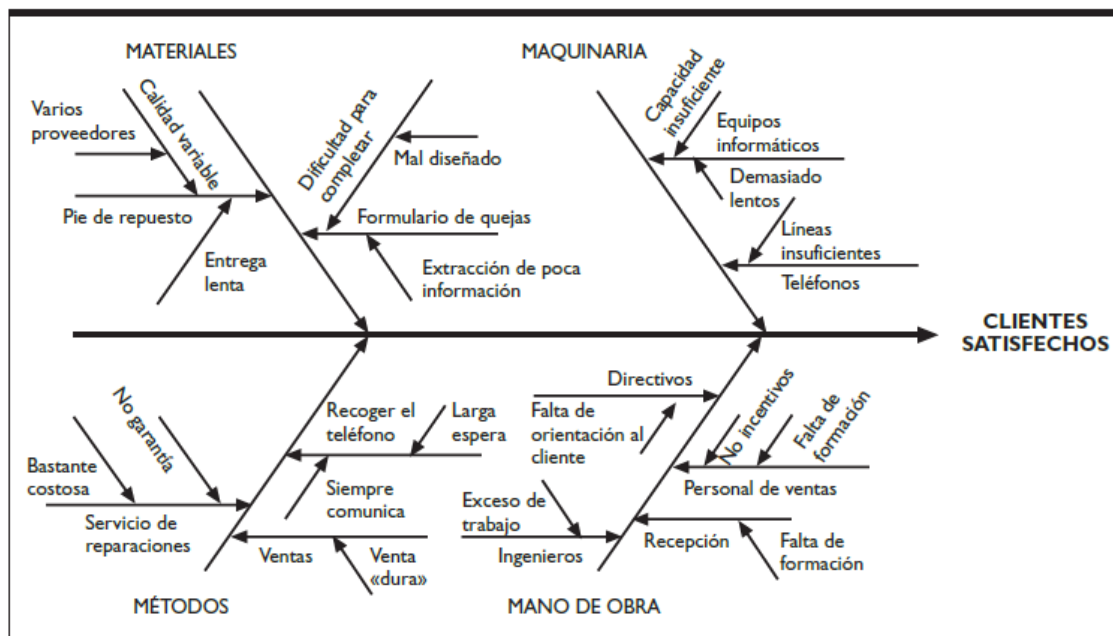 MATERIALES
MAQUINARIA
Varios
proveedores
Calidad variable
Pie de repuesto
Entrega
lenta
Dificultad para
completar
Mal diseñado
Formulario de quejas
Extracción de poca
información
Capacidad
insuficiente
Equipos
informáticos
Demasiado
lentos
Líneas
insuficientes
Teléfonos
CLIENTES
SATISFECHOS
No garantía
Bastante
costosa
Servicio de
reparaciones
Recoger el
teléfono
Larga
espera
Siempre
comunica
Ventas
Venta
«dura»
Directivos
Falta de
orientación al
cliente
No incentivos
Falta de
formación
Personal de ventas
Exceso de
trabajo
Ingenieros
Recepción
Falta de
formación
MÉTODOS
MANO DE OBRA